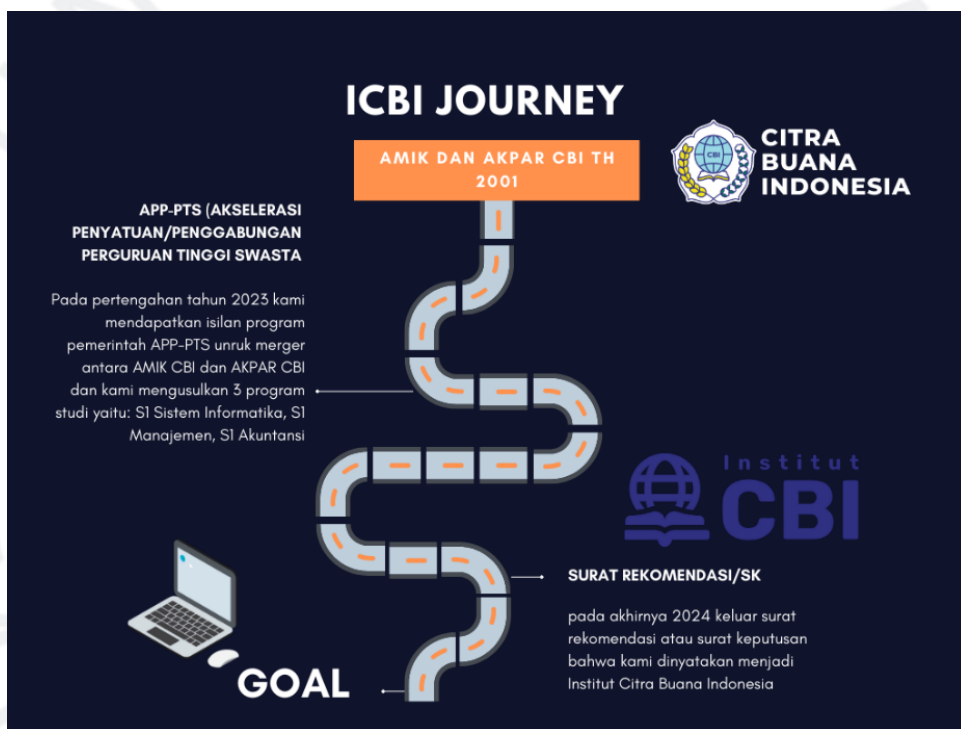 ICBI JOURNEY
AMIK DAN AKPAR CBI TH
2001
CBI
CITRA
BUANA
INDONESIA
APP-PTS (AKSELERASI
PENYATUAN/PENGGABUNGAN
PERGURUAN TINGGI SWASTA
Pada pertengahan tahun 2023 kami
mendapatkan isilan program
pemerintah APP-PTS unruk merger
antara AMIK CBI dan AKPAR CBI
dan kami mengusulkan 3 program
studi yaitu: S1 Sistem Informatika, S1
Manajemen, S1 Akuntansi
Institut
CBI
SURAT REKOMENDASI/SK
pada akhirnya 2024 keluar surat
rekomendasi atau surat keputusan
bahwa kami dinyatakan menjadi
Institut Citra Buana Indonesia
GOAL